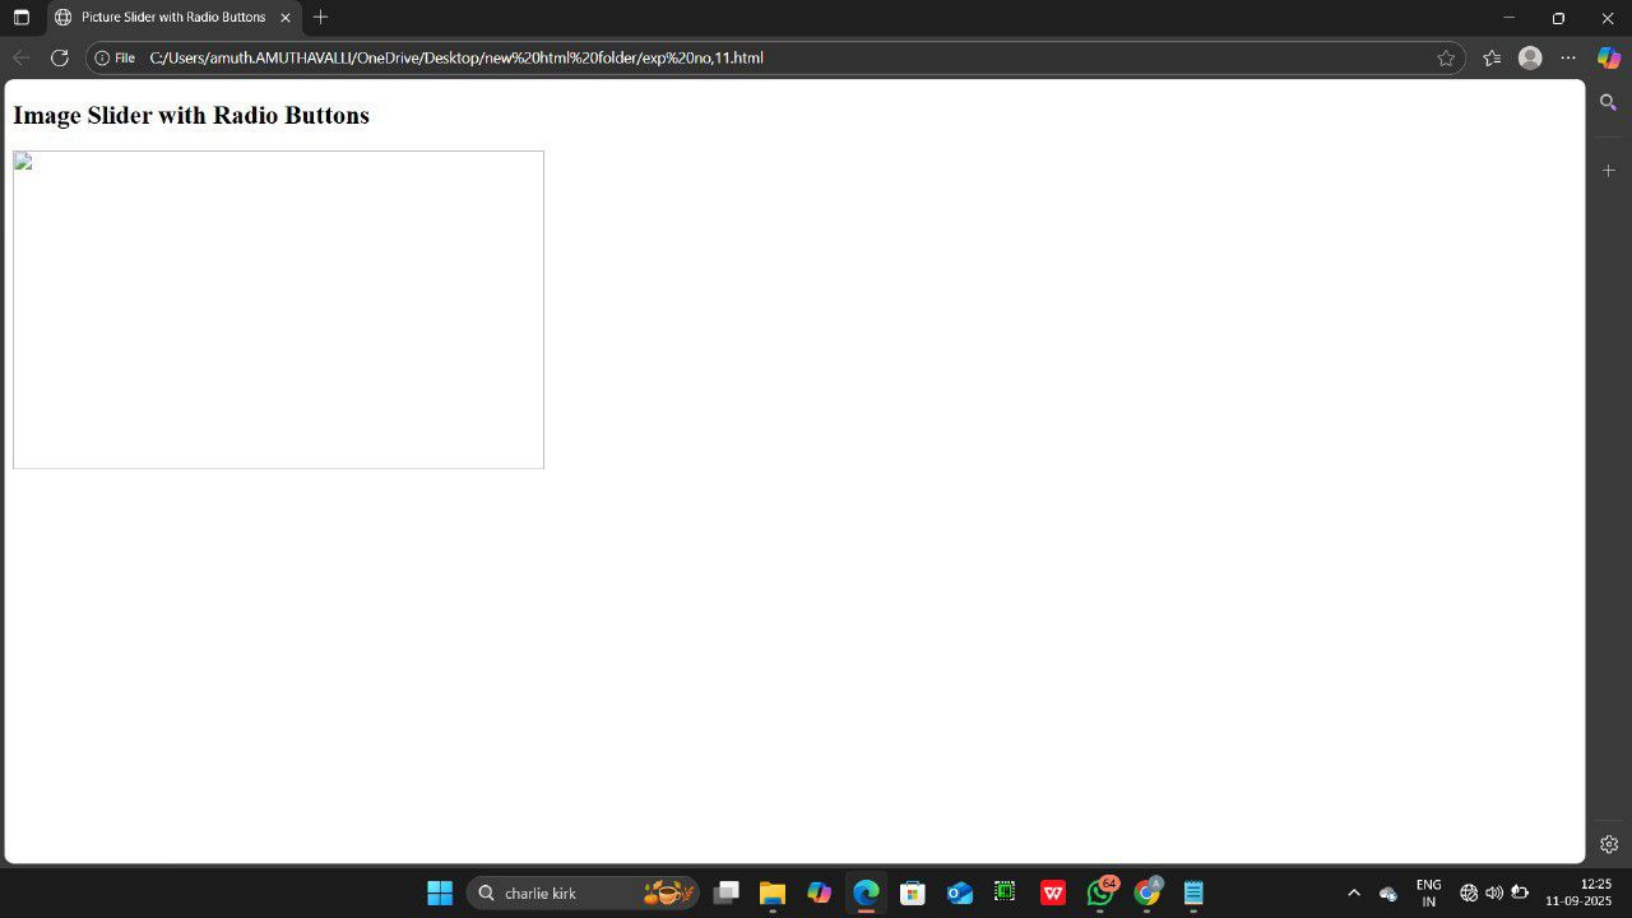 Picture Slider with Radio Buttons
File C:/Users/amuth.AMUTHAVALLI/OneDrive/Desktop/new%20html%20folder/exp%20no,11.html
Image Slider with Radio Buttons
charlie kirk
64
A
W
ENG
IN
12:25
11-09-2025